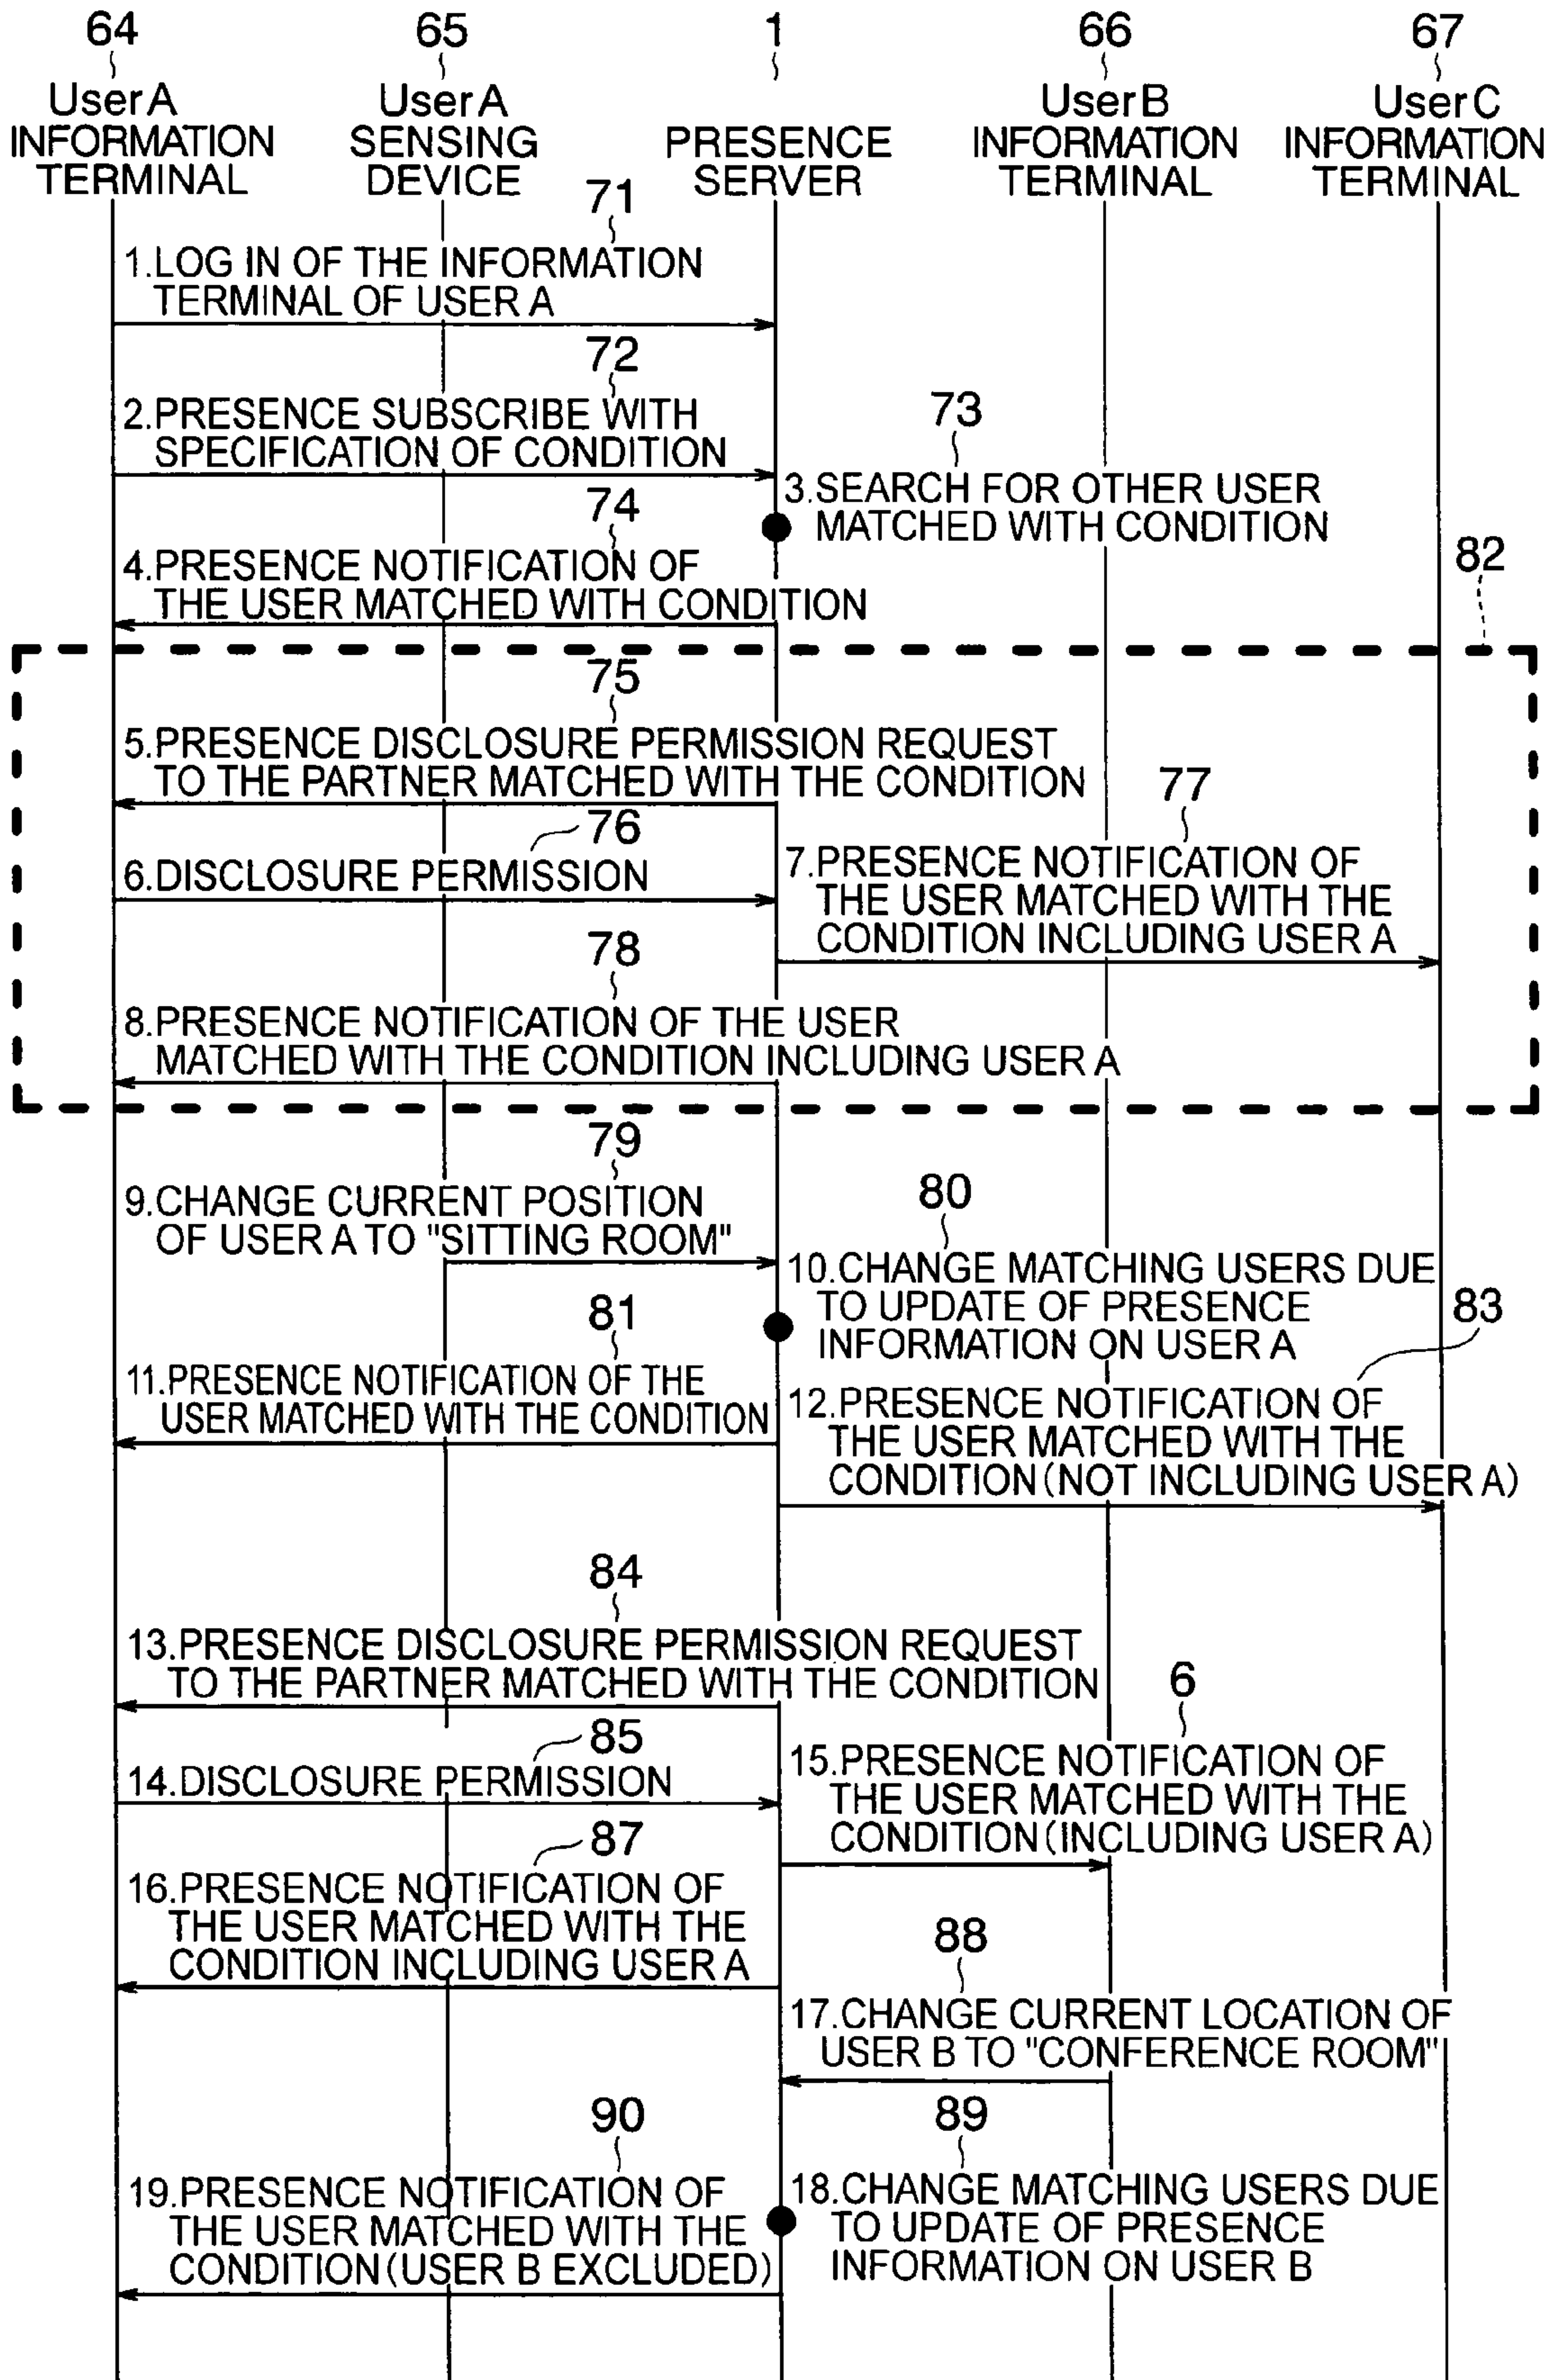 64
65
1
66
67
User A
INFORMATION
TERMINAL
User A
SENSING
DEVICE
PRESENCE
SERVER
User B
INFORMATION
TERMINAL
User C
INFORMATION
TERMINAL
71
1.LOG IN OF THE INFORMATION
TERMINAL OF USER A
72
2.PRESENCE SUBSCRIBE WITH
SPECIFICATION OF CONDITION
73
3.SEARCH FOR OTHER USER
MATCHED WITH CONDITION
74
4.PRESENCE NOTIFICATION OF
THE USER MATCHED WITH CONDITION
82
75
5.PRESENCE DISCLOSURE PERMISSION REQUEST
TO THE PARTNER MATCHED WITH THE CONDITION
76
6.DISCLOSURE PERMISSION
77
7.PRESENCE NOTIFICATION OF
THE USER MATCHED WITH THE
CONDITION INCLUDING USER A
78
8.PRESENCE NOTIFICATION OF THE USER
MATCHED WITH THE CONDITION INCLUDING USER A
79
9.CHANGE CURRENT POSITION
OF USER A TO "SITTING ROOM"
80
10.CHANGE MATCHING USERS DUE
TO UPDATE OF PRESENCE
INFORMATION ON USER A
81
11.PRESENCE NOTIFICATION OF THE
USER MATCHED WITH THE CONDITION
83
12.PRESENCE NOTIFICATION OF
THE USER MATCHED WITH THE
CONDITION (NOT INCLUDING USER A)
84
13.PRESENCE DISCLOSURE PERMISSION REQUEST
TO THE PARTNER MATCHED WITH THE CONDITION
85
14.DISCLOSURE PERMISSION
6
15.PRESENCE NOTIFICATION OF
THE USER MATCHED WITH THE
CONDITION (INCLUDING USER A)
87
16.PRESENCE NOTIFICATION OF
THE USER MATCHED WITH THE
CONDITION INCLUDING USER A
88
17.CHANGE CURRENT LOCATION OF
USER B TO "CONFERENCE ROOM"
89
18.CHANGE MATCHING USERS DUE
TO UPDATE OF PRESENCE
INFORMATION ON USER B
90
19.PRESENCE NOTIFICATION OF
THE USER MATCHED WITH THE
CONDITION (USER B EXCLUDED)